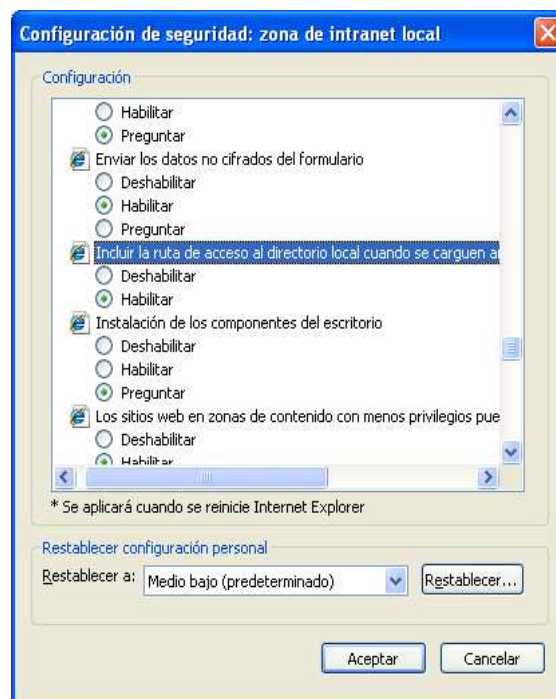 Configuración de seguridad: zona de intranet local
Configuración
Habilitar
Preguntar
Enviar los datos no cifrados del formulario
Deshabilitar
Habilitar
Preguntar
Incluir la ruta de acceso al directorio local cuando se carguen a
Deshabilitar
Habilitar
Instalación de los componentes del escritorio
Deshabilitar
Habilitar
Preguntar
Los sitios web en zonas de contenido con menos privilegios pue
Deshabilitar
Habilitar
* Se aplicará cuando se reinicie Internet Explorer
Restablecer configuración personal
Restablecer a: Medio bajo (predeterminado) Restablecer...
Aceptar Cancelar